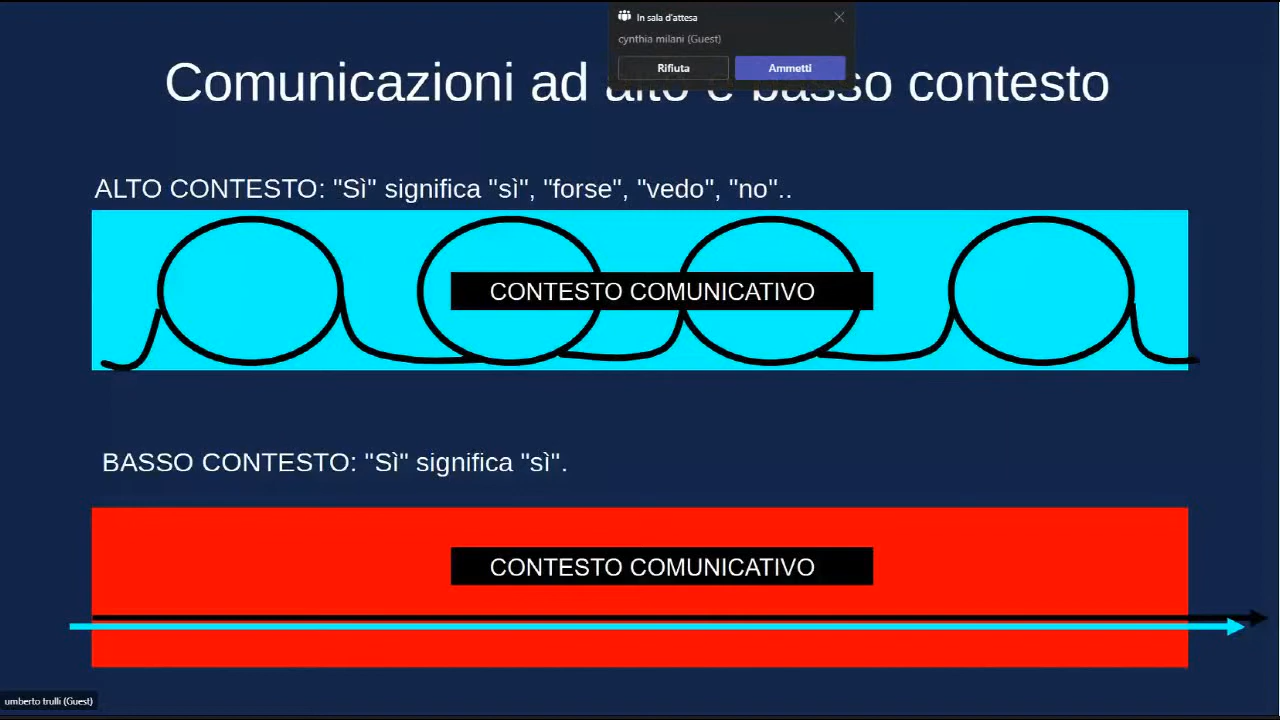 In sala d'attesa
cynthia milani (Guest)
Rifiuta
Ammetti
Comunicazioni ad alto e basso contesto
ALTO CONTESTO: "Sì" significa "sì", "forse", "vedo", "no"..
CONTESTO COMUNICATIVO
BASSO CONTESTO: "Sì" significa "sì".
CONTESTO COMUNICATIVO
umberto trulli (Guest)